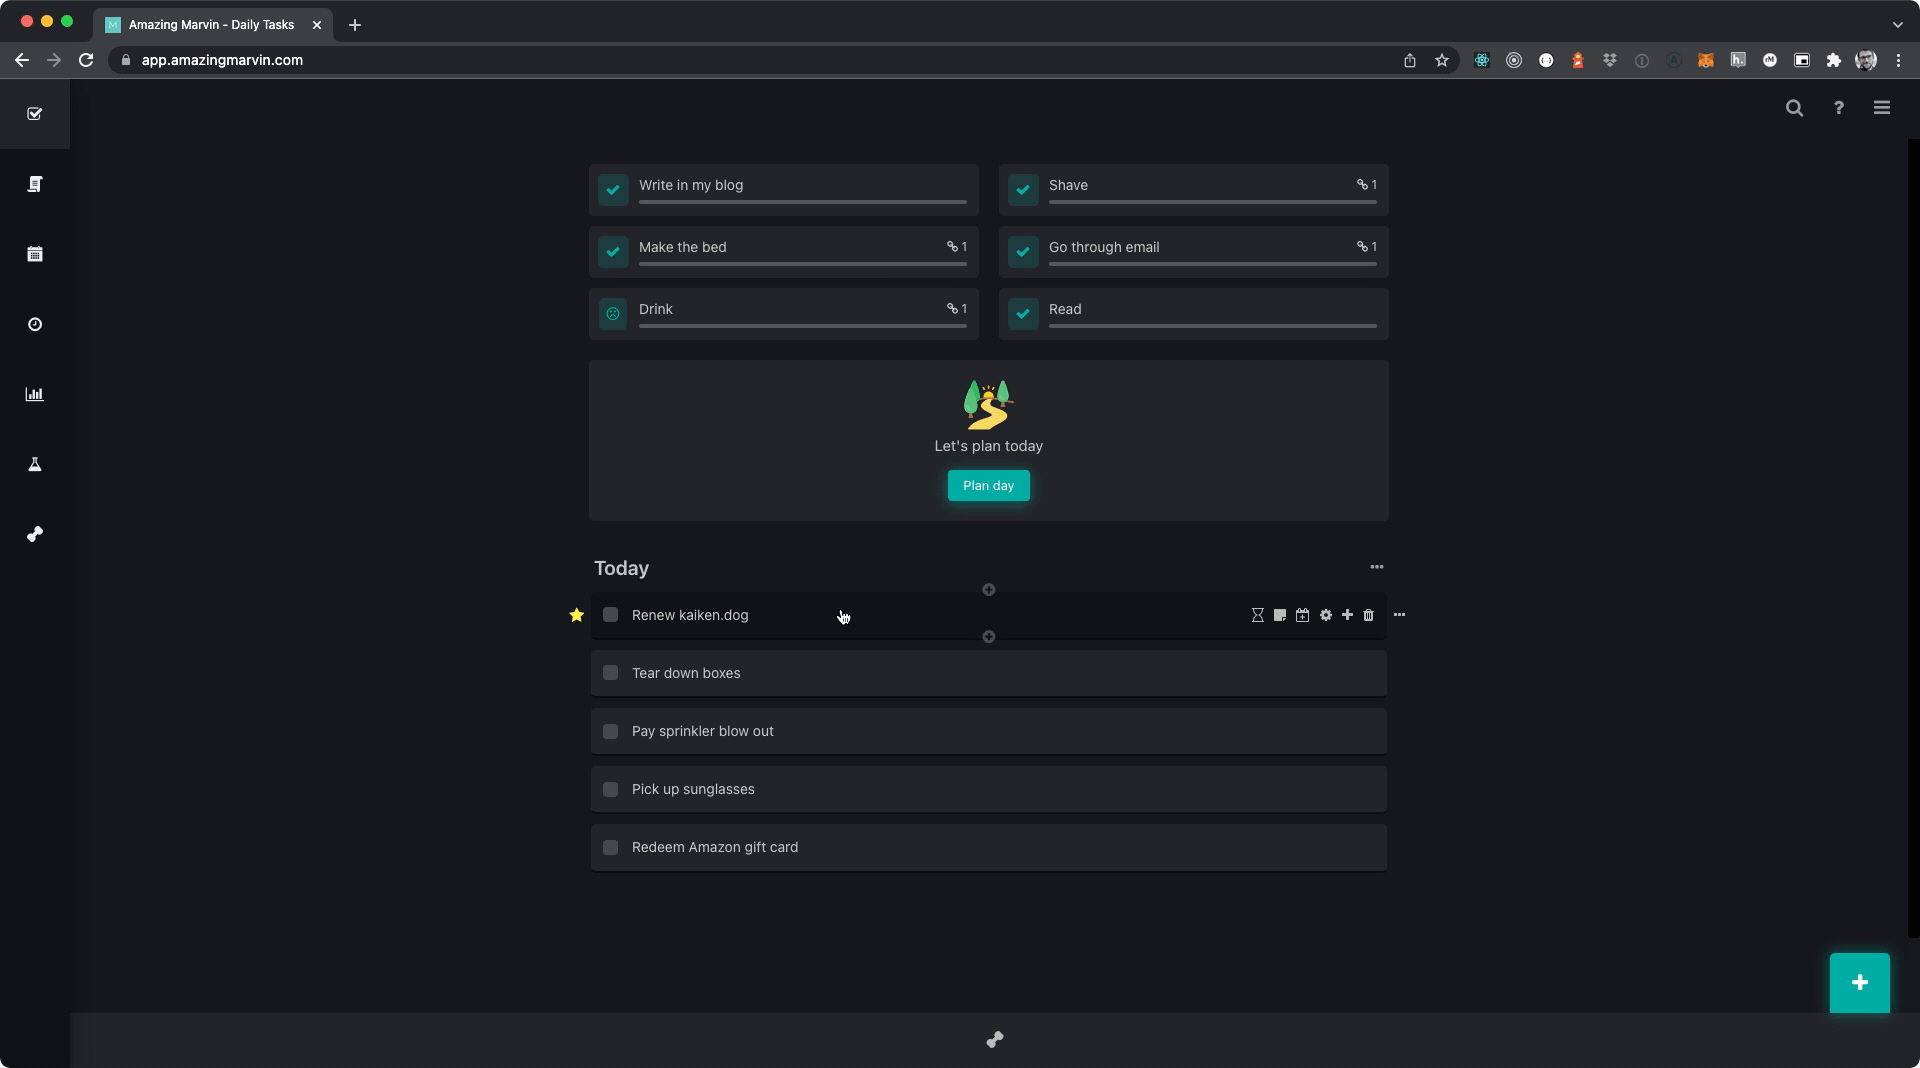 Amazing Marvin - Daily Tasks
app.amazingmarvin.com
Write in my blog
Shave 1
Make the bed 1
Go through email 1
Drink 1
Read
Let's plan today
Plan day
Today
Renew kaiken.dog
Tear down boxes
Pay sprinkler blow out
Pick up sunglasses
Redeem Amazon gift card